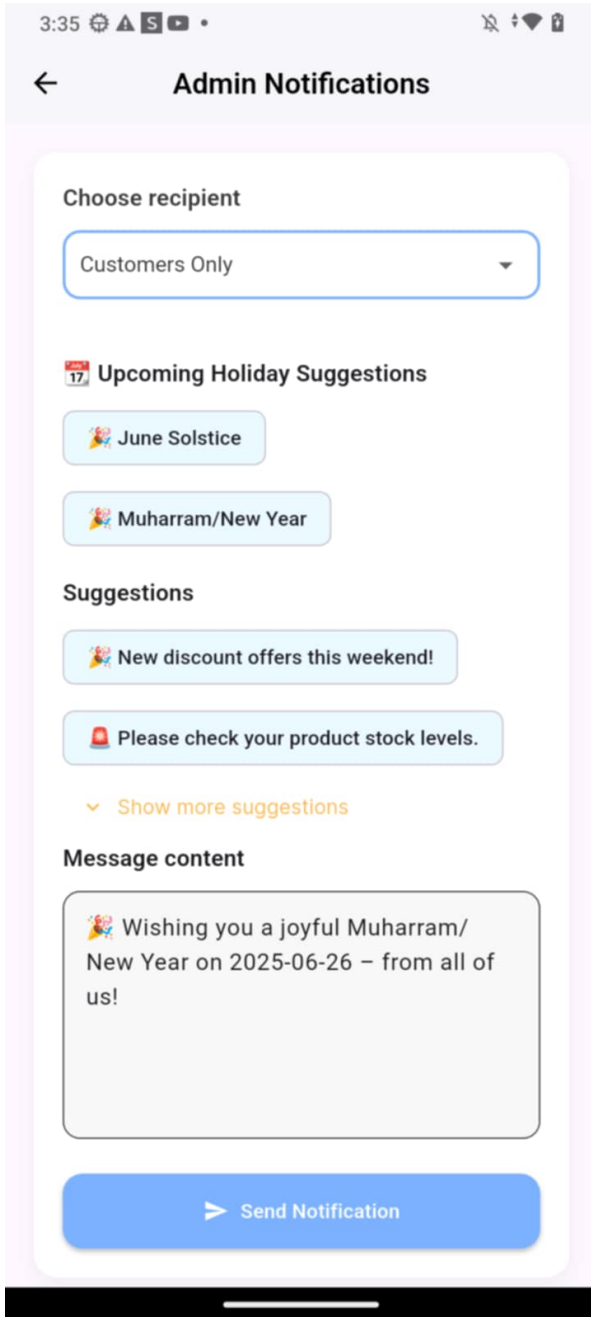 3:35
Admin Notifications
Choose recipient
Customers Only
Upcoming Holiday Suggestions
🎉 June Solstice
🎉 Muharram/New Year
Suggestions
🎉 New discount offers this weekend!
🚨 Please check your product stock levels.
Show more suggestions
Message content
🎉 Wishing you a joyful Muharram/
New Year on 2025-06-26 – from all of
us!
Send Notification